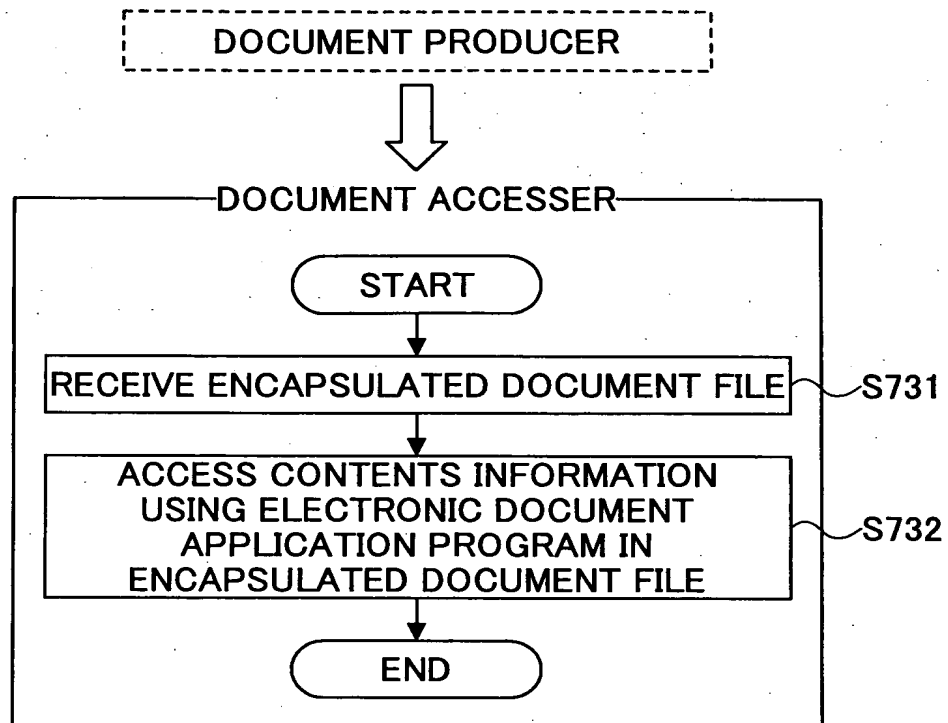 DOCUMENT PRODUCER
DOCUMENT ACCESSER
START
RECEIVE ENCAPSULATED DOCUMENT FILE
S731
ACCESS CONTENTS INFORMATION
USING ELECTRONIC DOCUMENT
APPLICATION PROGRAM IN
ENCAPSULATED DOCUMENT FILE
S732
END